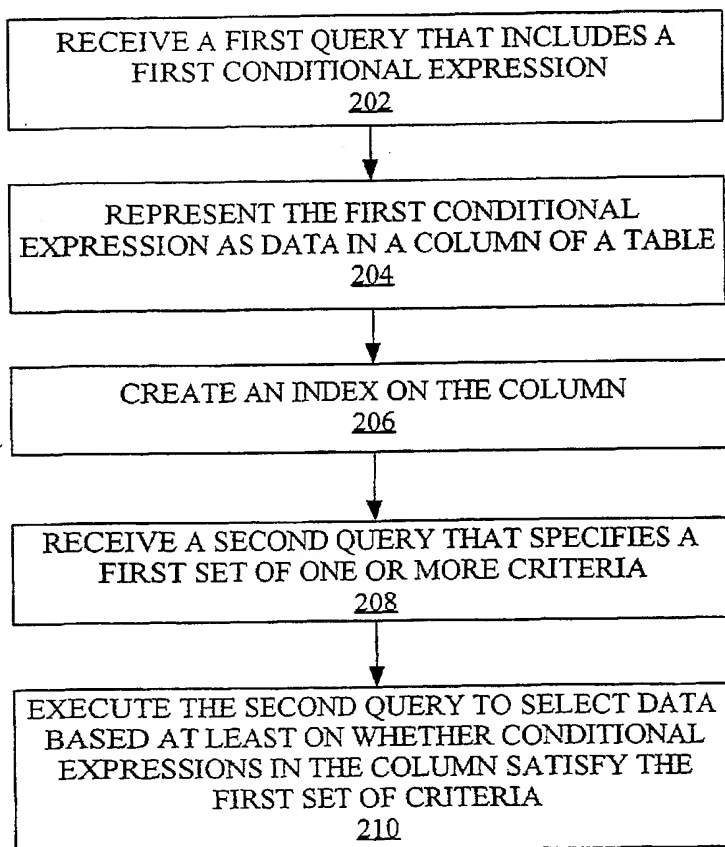 RECEIVE A FIRST QUERY THAT INCLUDES A
FIRST CONDITIONAL EXPRESSION
202
REPRESENT THE FIRST CONDITIONAL
EXPRESSION AS DATA IN A COLUMN OF A TABLE
204
CREATE AN INDEX ON THE COLUMN
206
RECEIVE A SECOND QUERY THAT SPECIFIES A
FIRST SET OF ONE OR MORE CRITERIA
208
EXECUTE THE SECOND QUERY TO SELECT DATA
BASED AT LEAST ON WHETHER CONDITIONAL
EXPRESSIONS IN THE COLUMN SATISFY THE
FIRST SET OF CRITERIA
210